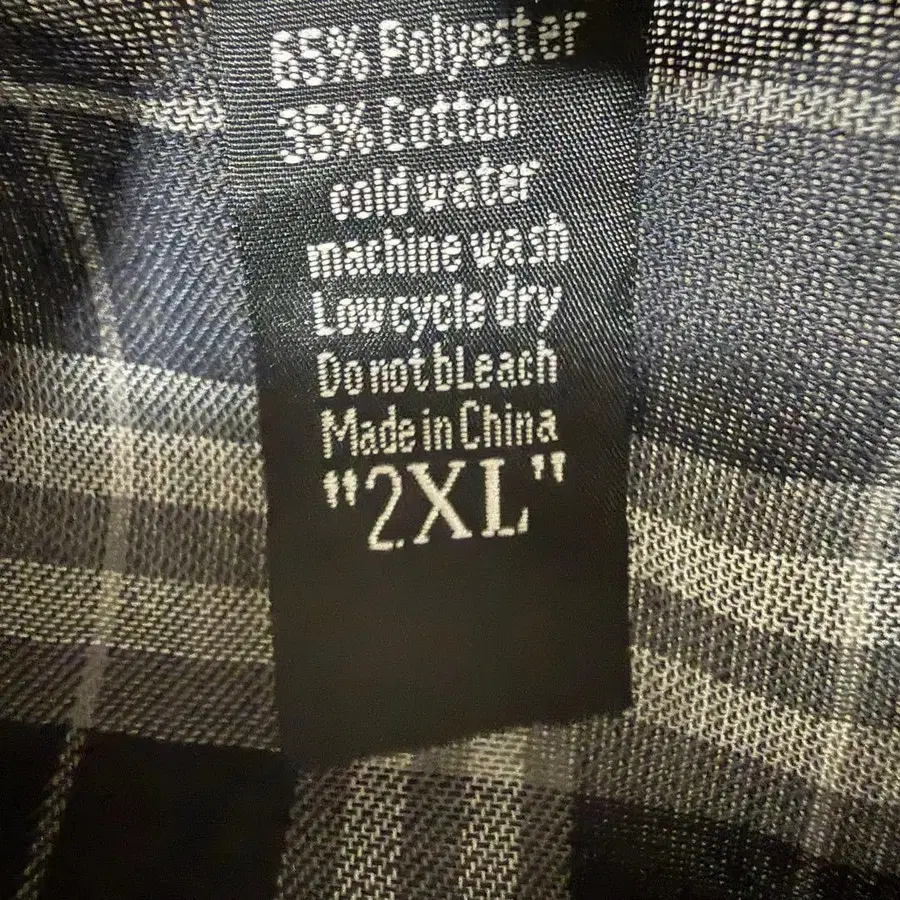 65% Polyester
35% Cotton
cold water
machine wash
Low cycle dry
Do not bLeach
Made in China
"2XL"